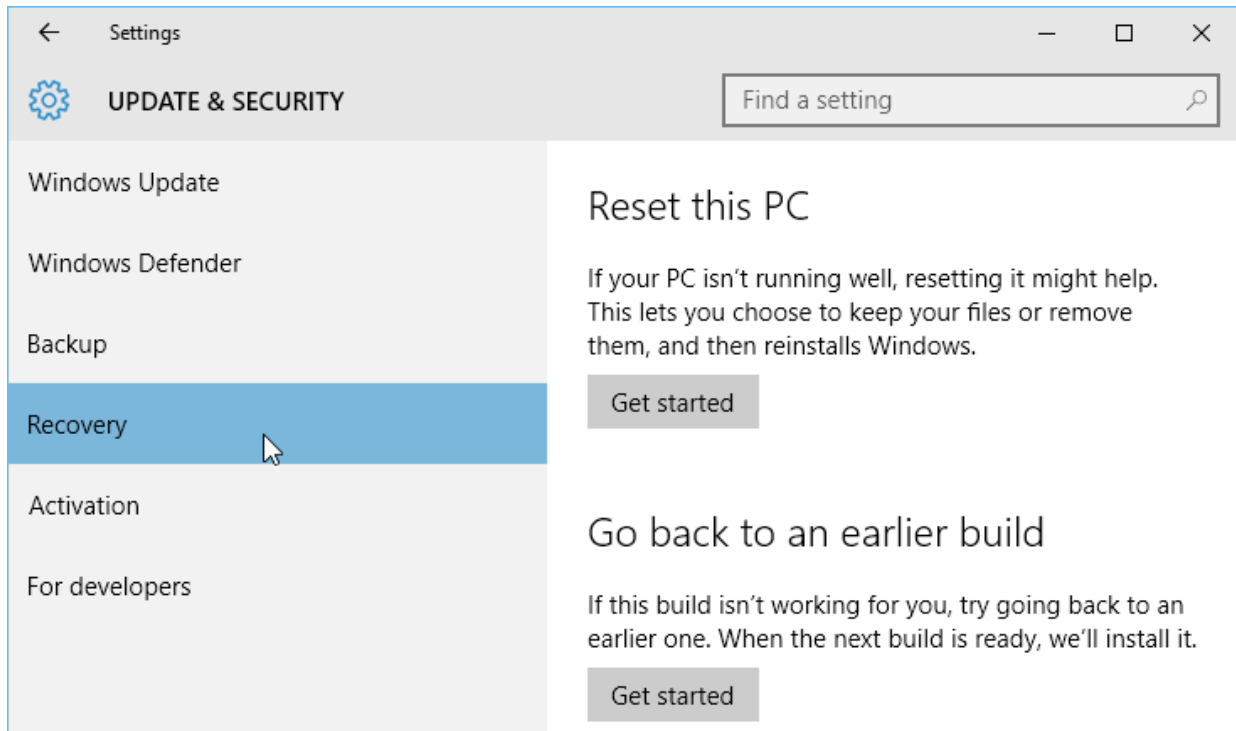 Settings
UPDATE & SECURITY
Find a setting
Windows Update
Windows Defender
Backup
Recovery
Activation
For developers
Reset this PC
If your PC isn’t running well, resetting it might help.
This lets you choose to keep your files or remove
them, and then reinstalls Windows.
Get started
Go back to an earlier build
If this build isn’t working for you, try going back to an
earlier one. When the next build is ready, we’ll install it.
Get started